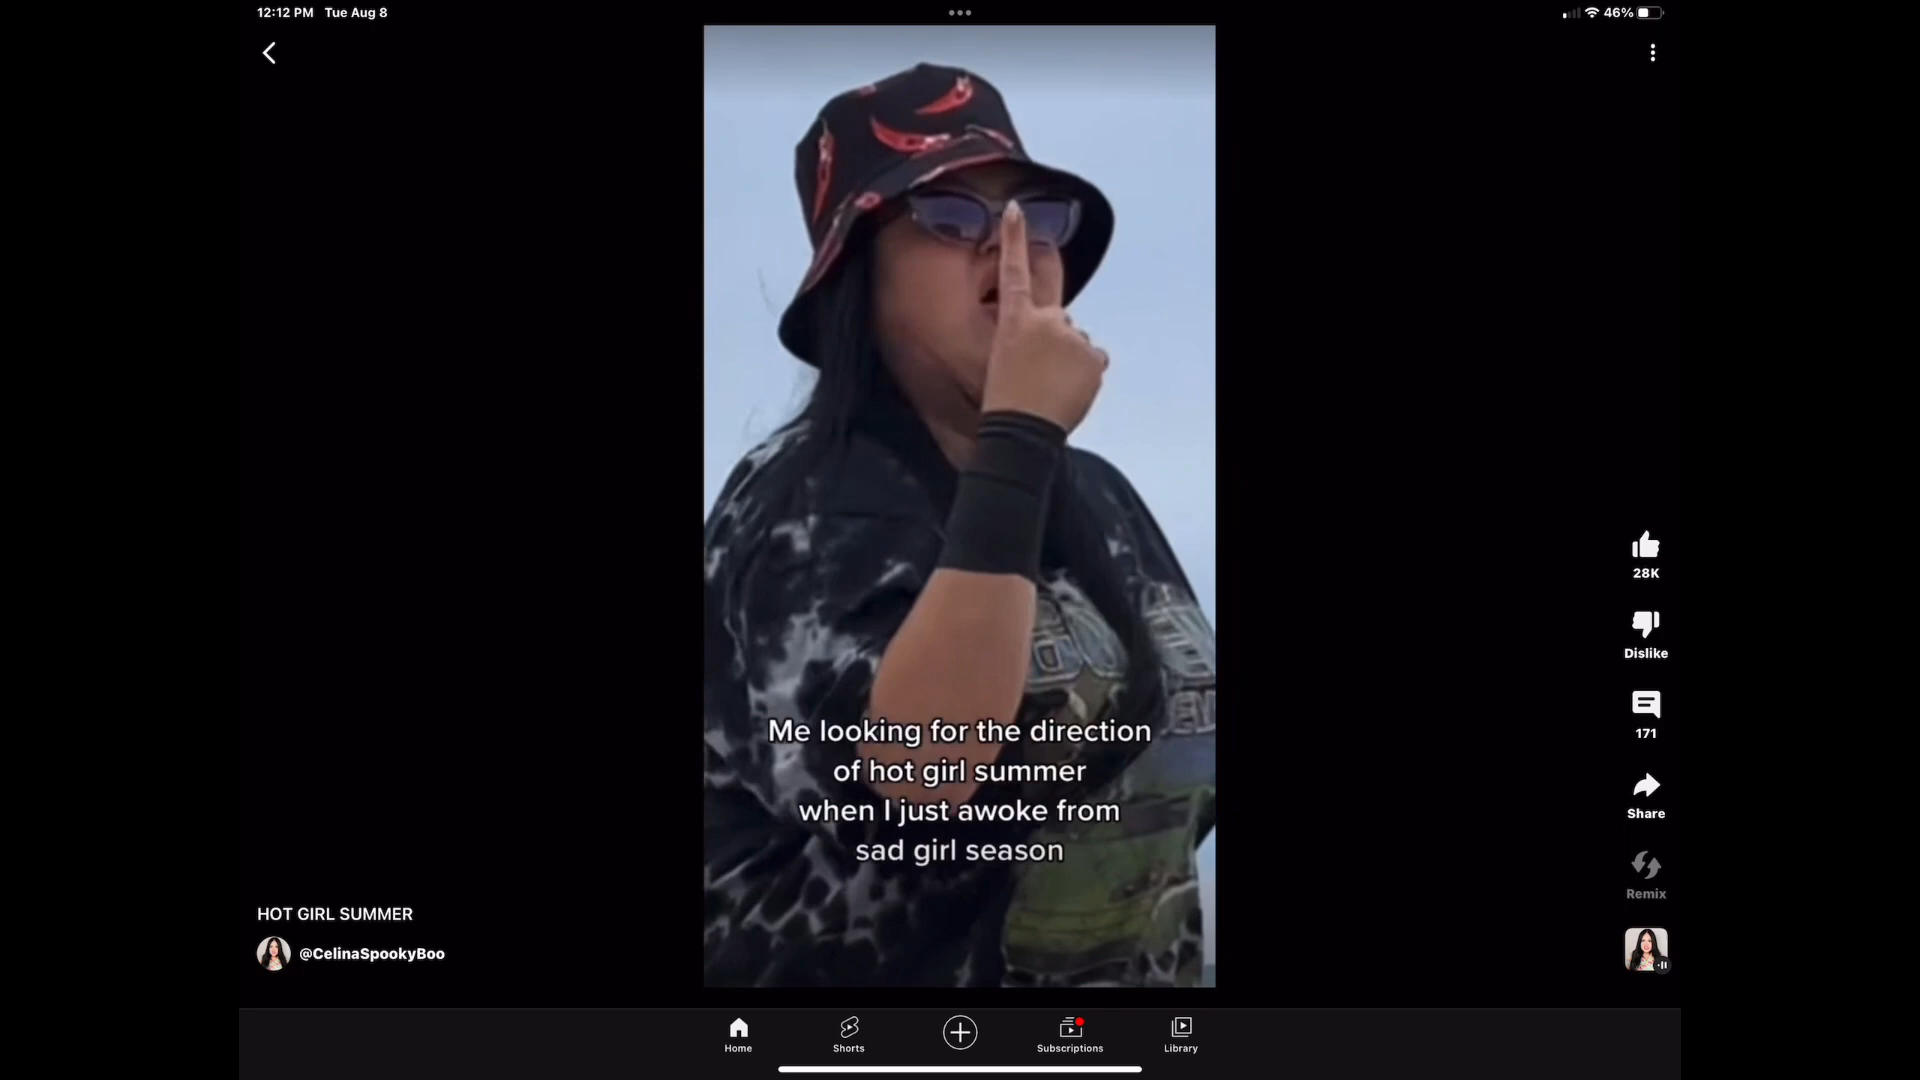 12:12 PM Tue Aug 8
46%
Me looking for the direction
of hot girl summer
when I just awoke from
sad girl season
28K
Dislike
171
Share
Remix
HOT GIRL SUMMER
@CelinaSpookyBoo
Home
Shorts
Subscriptions
Library